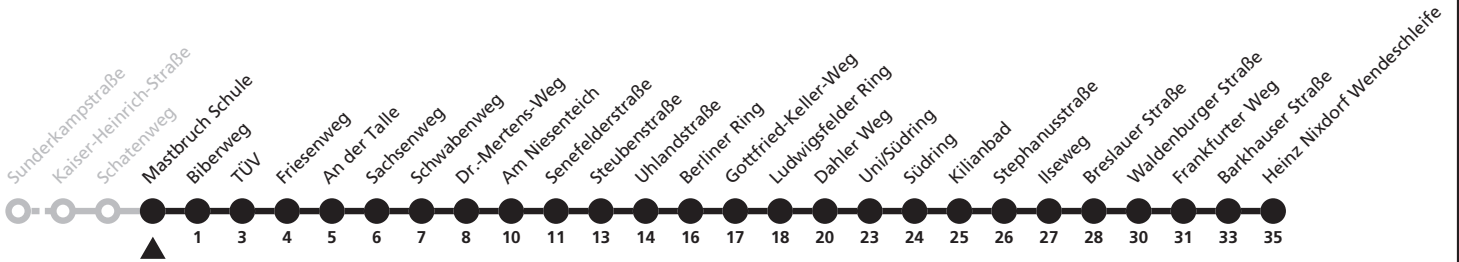 Sunderkampstraße
Kaiser-Heinrich-Straße
Schatenweg
Mastbruch Schule
Biberweg
TÜV
Friesenweg
An der Talle
Sachsenweg
Schwabenweg
Dr.-Mertens-Weg
Am Niesenteich
Senefelderstraße
Steubenstraße
Uhlandstraße
Berliner Ring
Gottfried-Keller-Weg
Ludwigsfelder Ring
Dahler Weg
Uni/Südring
Südring
Kilianbad
Stephanusstraße
Ilseweg
Breslauer Straße
Waldenburger Straße
Frankfurter Weg
Barkhauser Straße
Heinz Nixdorf Wendeschleife
1 3 4 5 6 7 8 10 11 13 14 16 17 18 20 23 24 25 26 27 28 30 31 33 35